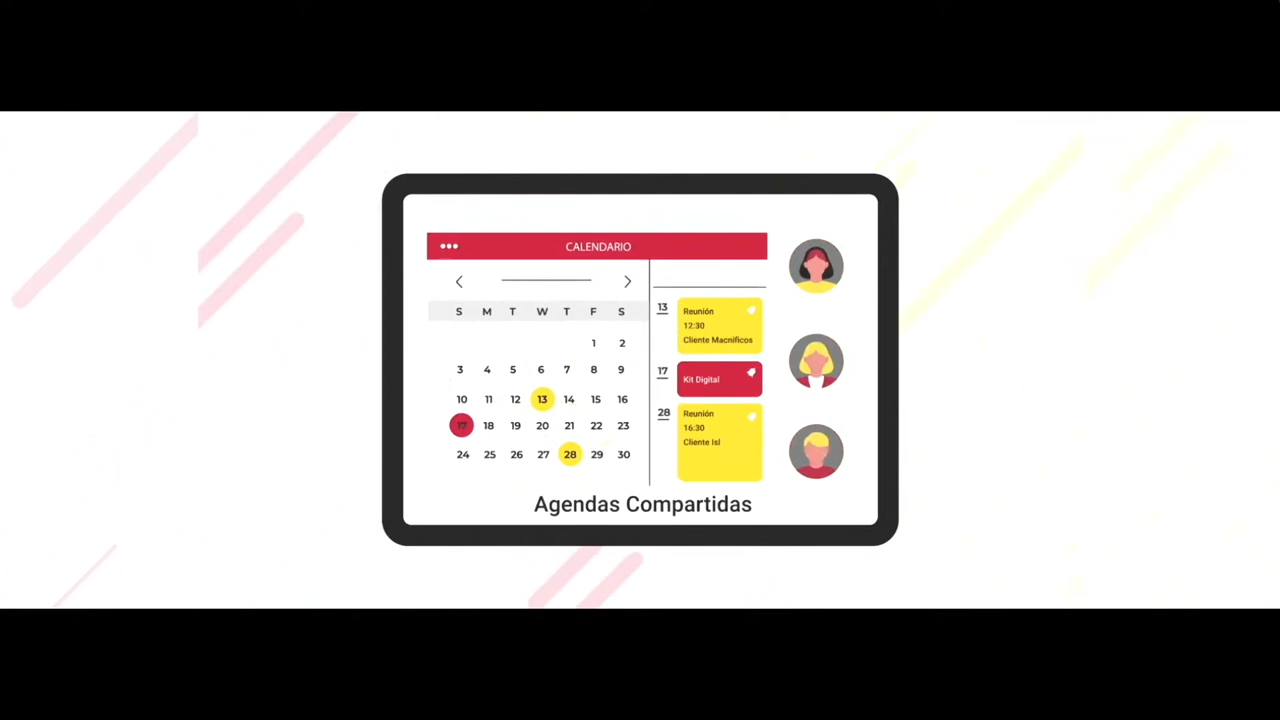 CALENDARIO
S M T W T F S
1 2
3 4 5 6 7 8 9
10 11 12 13 14 15 16
17 18 19 20 21 22 23
24 25 26 27 28 29 30
13
Reunión
12:30
Cliente Macnificos
17
Kit Digital
28
Reunión
16:30
Cliente Isl
Agendas Compartidas